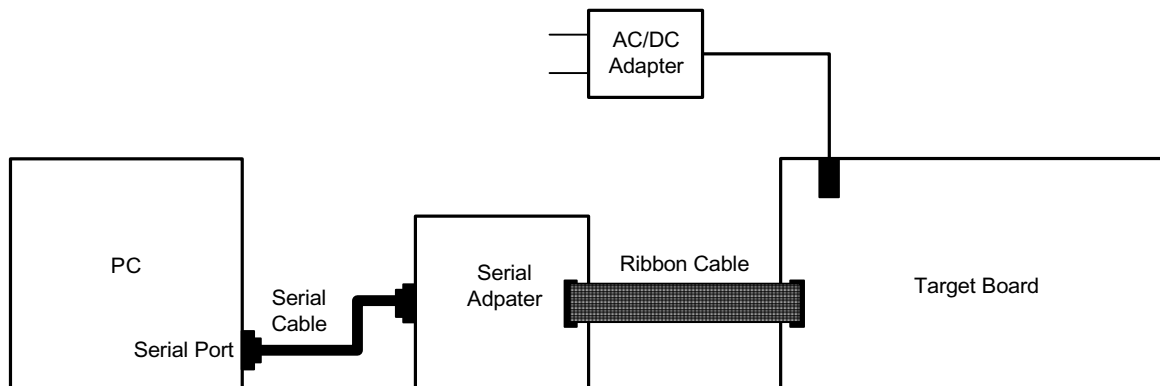 AC/DC
Adapter
PC
Serial
Cable
Serial Port
Serial
Adpater
Ribbon Cable
Target Board